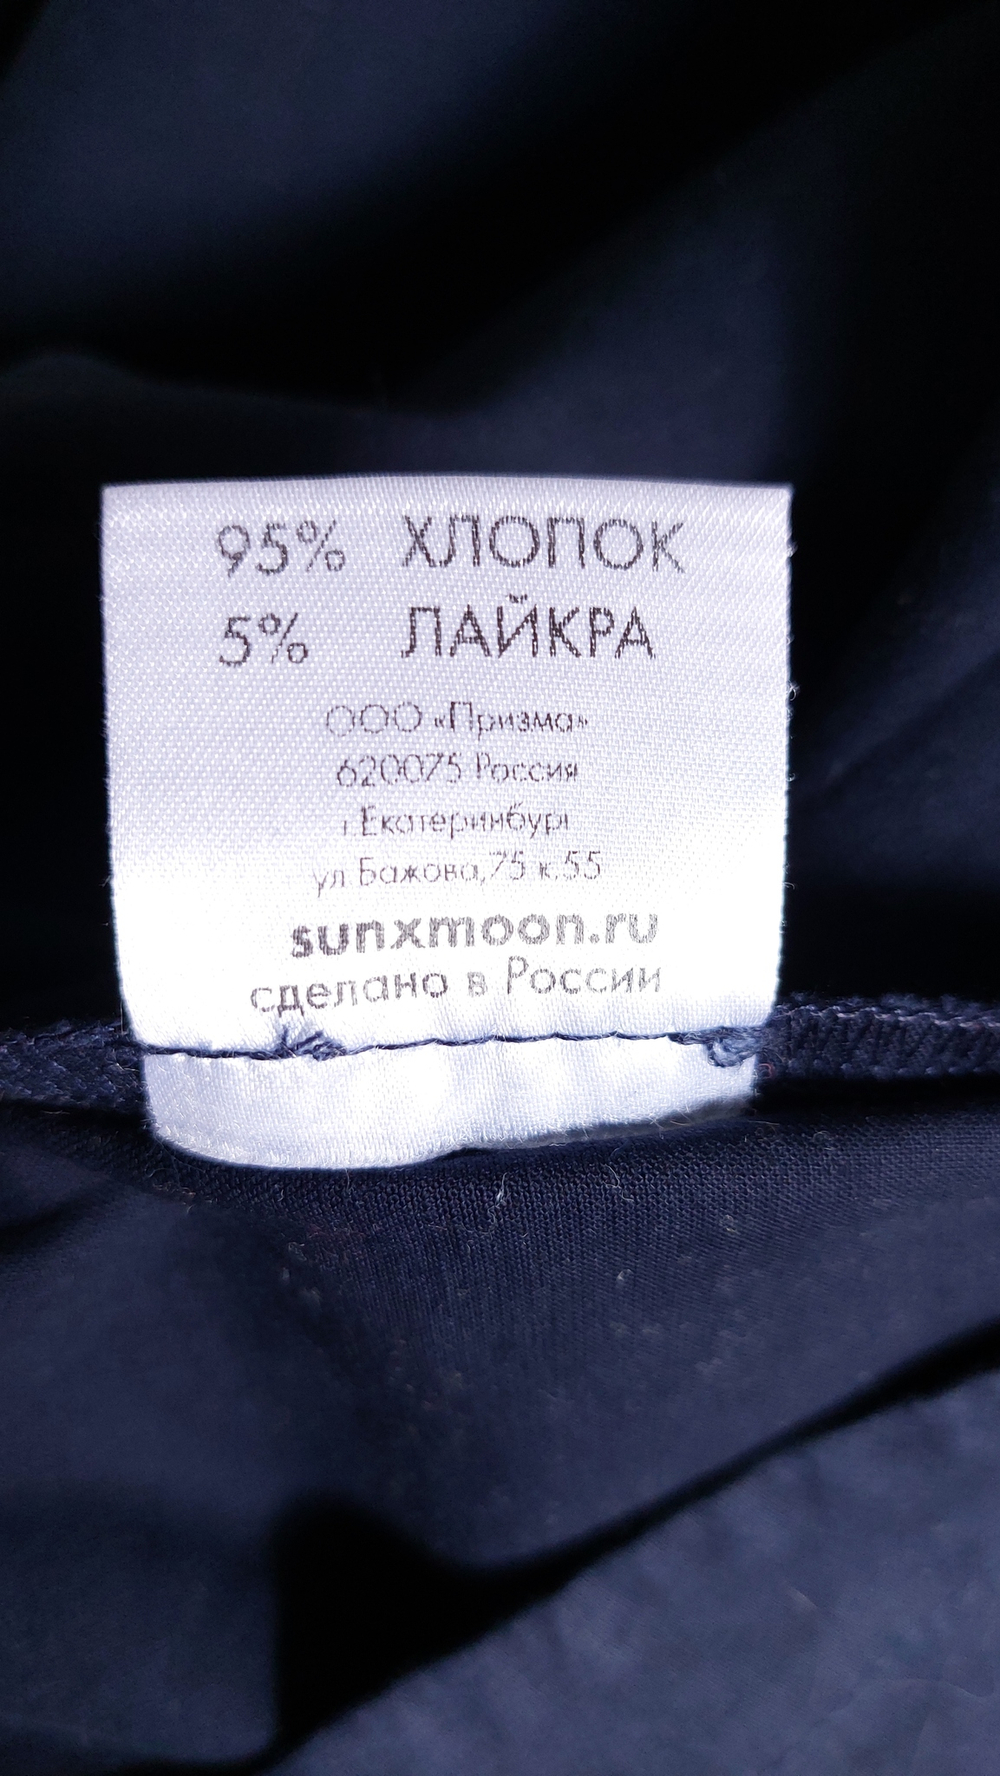 95% ХЛОПОК
5% ЛАЙКРА
ООО «Призма»
620075 Россия
г Екатеринбург
ул Бажова,75 к.55
sunxmoon.ru
сделано в России